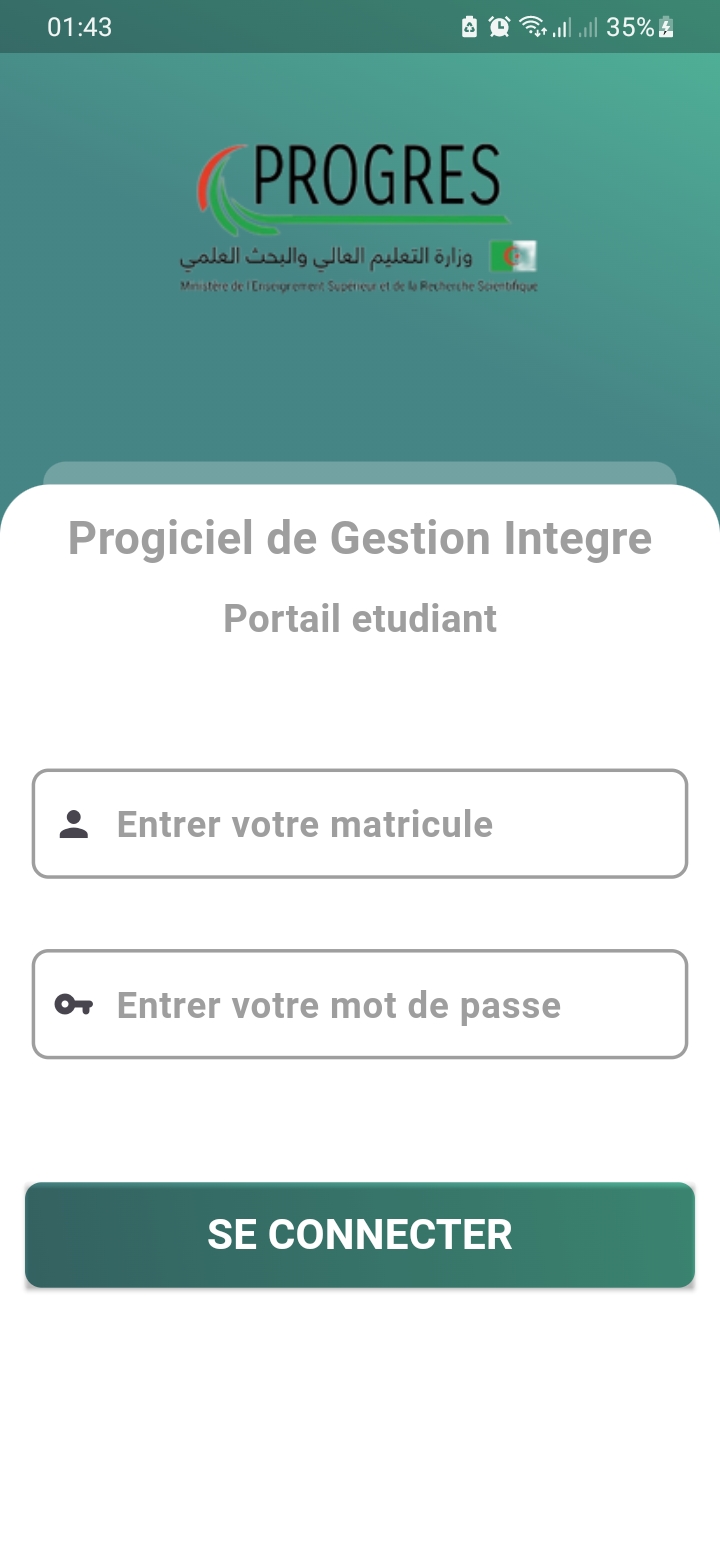 01:43 35%
PROGRES
وزارة التعليم العالي والبحث العلمي
Ministère de l'Enseignement Supérieur et de la Recherche Scientifique
Progiciel de Gestion Integre
Portail etudiant
Entrer votre matricule
Entrer votre mot de passe
SE CONNECTER